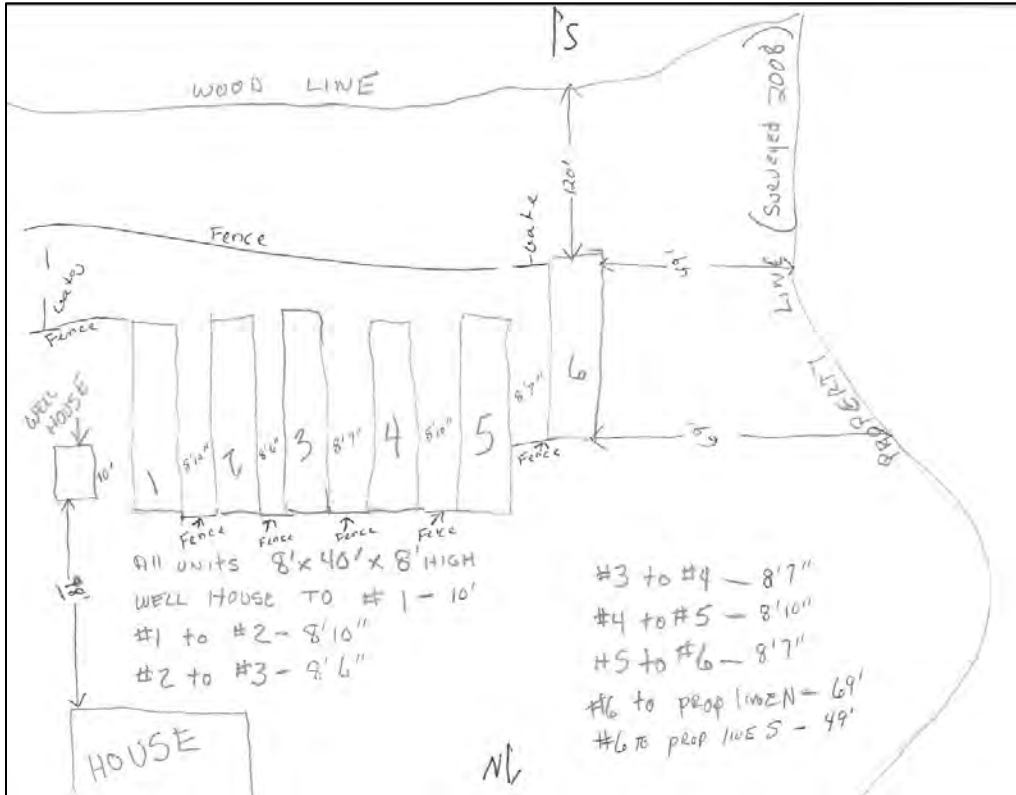 S
WOOD LINE
(Surveyed 2008)
120'
Gate
Fence
49'
LINE
PROPERTY
Fence
WELL
HOUSE
10'
1
8'10"
2
8'6"
3
8'7"
4
8'10"
5
8'7"
6
69'
Fence
Fence
Fence
Fence
Fence
All UNITS 8' x 40' x 8' HIGH
WELL HOUSE TO #1 - 10'
#1 to #2 - 8'10"
#2 to #3 - 8'6"
#3 to #4 - 8'7"
#4 to #5 - 8'10"
#5 to #6 - 8'7"
#6 to prop line N - 69'
#6 to prop line S - 49'
HOUSE
N